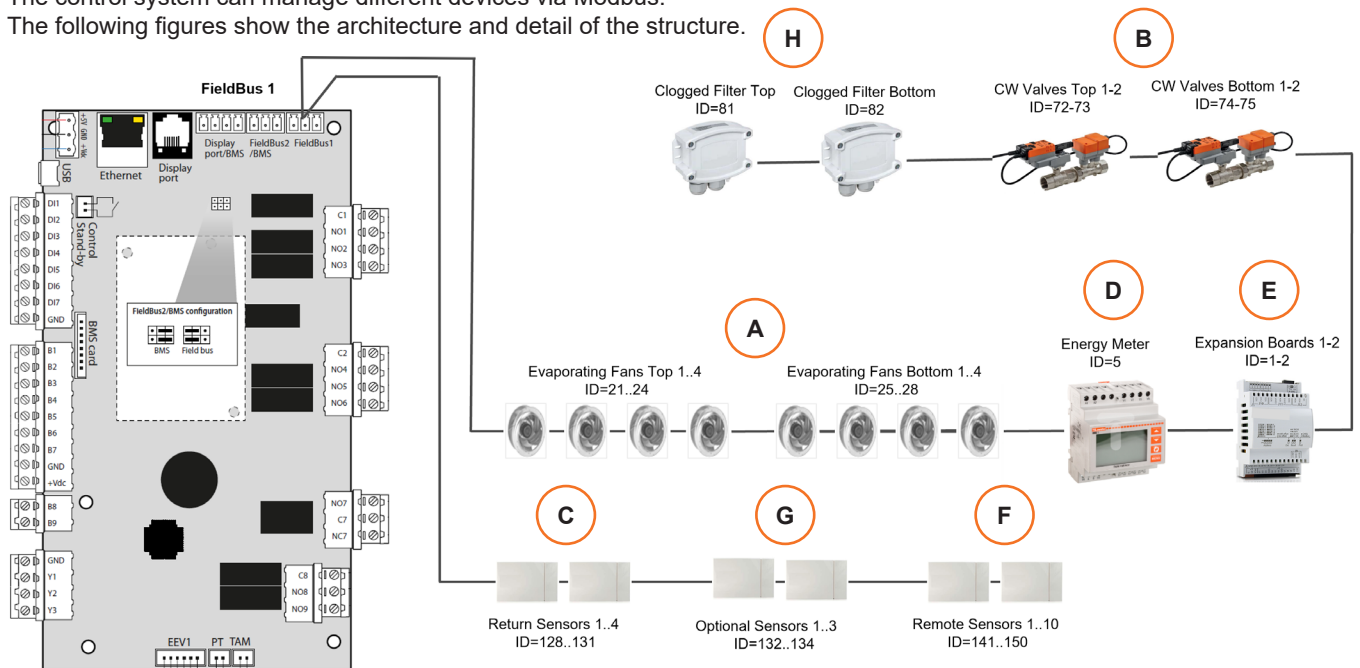 The control system can manage different devices via Modbus.
The following figures show the architecture and detail of the structure.
H
B
FieldBus 1
Clogged Filter Top
ID=81
Clogged Filter Bottom
ID=82
CW Valves Top 1-2
ID=72-73
CW Valves Bottom 1-2
ID=74-75
+5V GND +Vdc
USB
Ethernet
Display
port
Display
port/BMS
FieldBus2
/BMS
FieldBus1
DI1
DI2
DI3
DI4
DI5
DI6
DI7
GND
Control
Stand-by
C1
NO1
NO2
NO3
BMS card
FieldBus2/BMS configuration
BMS
Field bus
B1
B2
B3
B4
B5
B6
B7
GND
+Vdc
C2
NO4
NO5
NO6
B8
B9
NO7
C7
NC7
GND
Y1
Y2
Y3
C8
NO8
NO9
EEV1
PT
TAM
A
D
E
Evaporating Fans Top 1..4
ID=21..24
Evaporating Fans Bottom 1..4
ID=25..28
Energy Meter
ID=5
Expansion Boards 1-2
ID=1-2
C
G
F
Return Sensors 1..4
ID=128..131
Optional Sensors 1..3
ID=132..134
Remote Sensors 1..10
ID=141..150